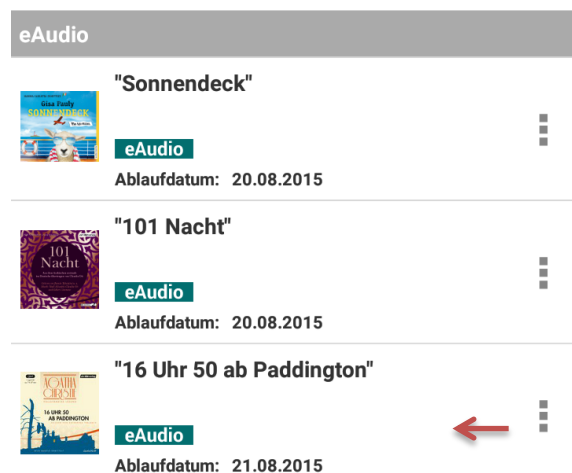 eAudio
"Sonnendeck"
Gisa Pauly
SONNENDECK
eAudio
Ablaufdatum: 20.08.2015
"101 Nacht"
101
Nacht
eAudio
Ablaufdatum: 20.08.2015
"16 Uhr 50 ab Paddington"
AGATHA
CHRISTIE
16 UHR 50
AB PADDINGTON
eAudio
Ablaufdatum: 21.08.2015